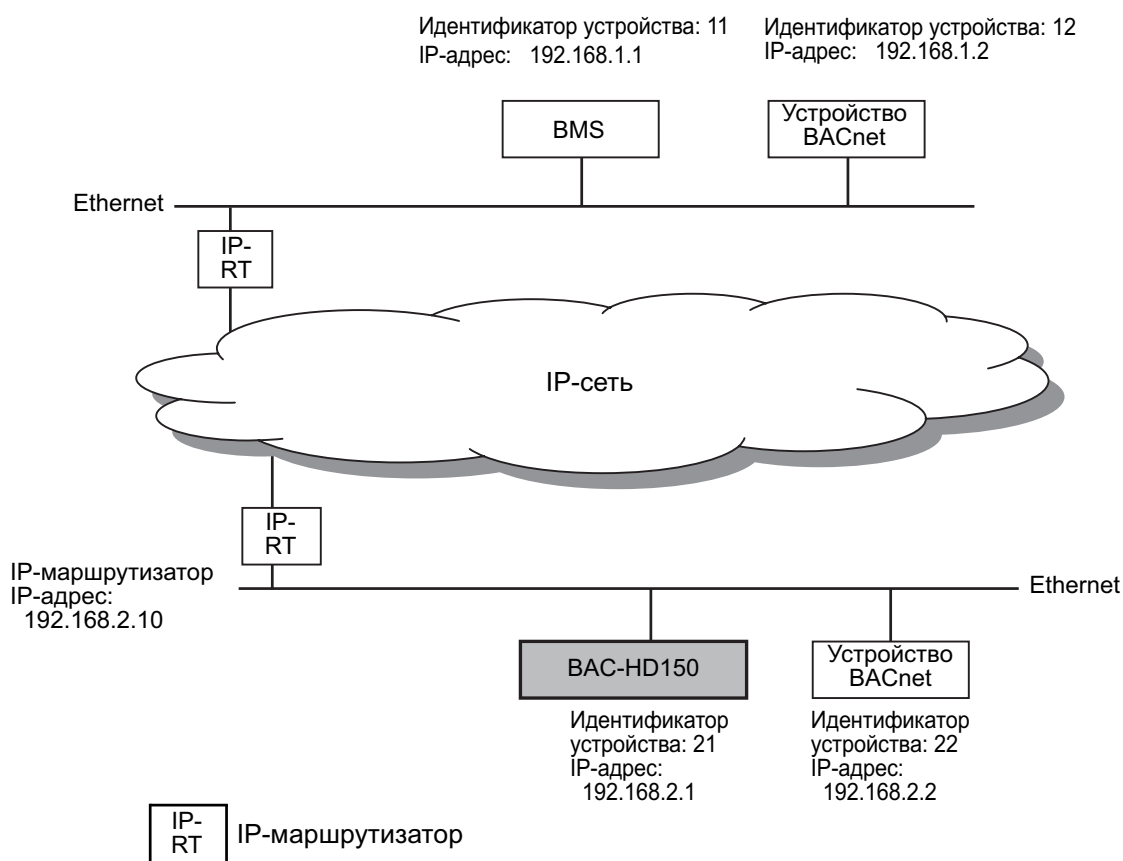 Идентификатор устройства: 11
IP-адрес: 192.168.1.1
Идентификатор устройства: 12
IP-адрес: 192.168.1.2
BMS
Устройство
BACnet
Ethernet
IP-
RT
IP-сеть
IP-
RT
IP-маршрутизатор
IP-адрес:
192.168.2.10
Ethernet
BAC-HD150
Устройство
BACnet
Идентификатор
устройства: 21
IP-адрес:
192.168.2.1
Идентификатор
устройства: 22
IP-адрес:
192.168.2.2
IP-
RT
IP-маршрутизатор